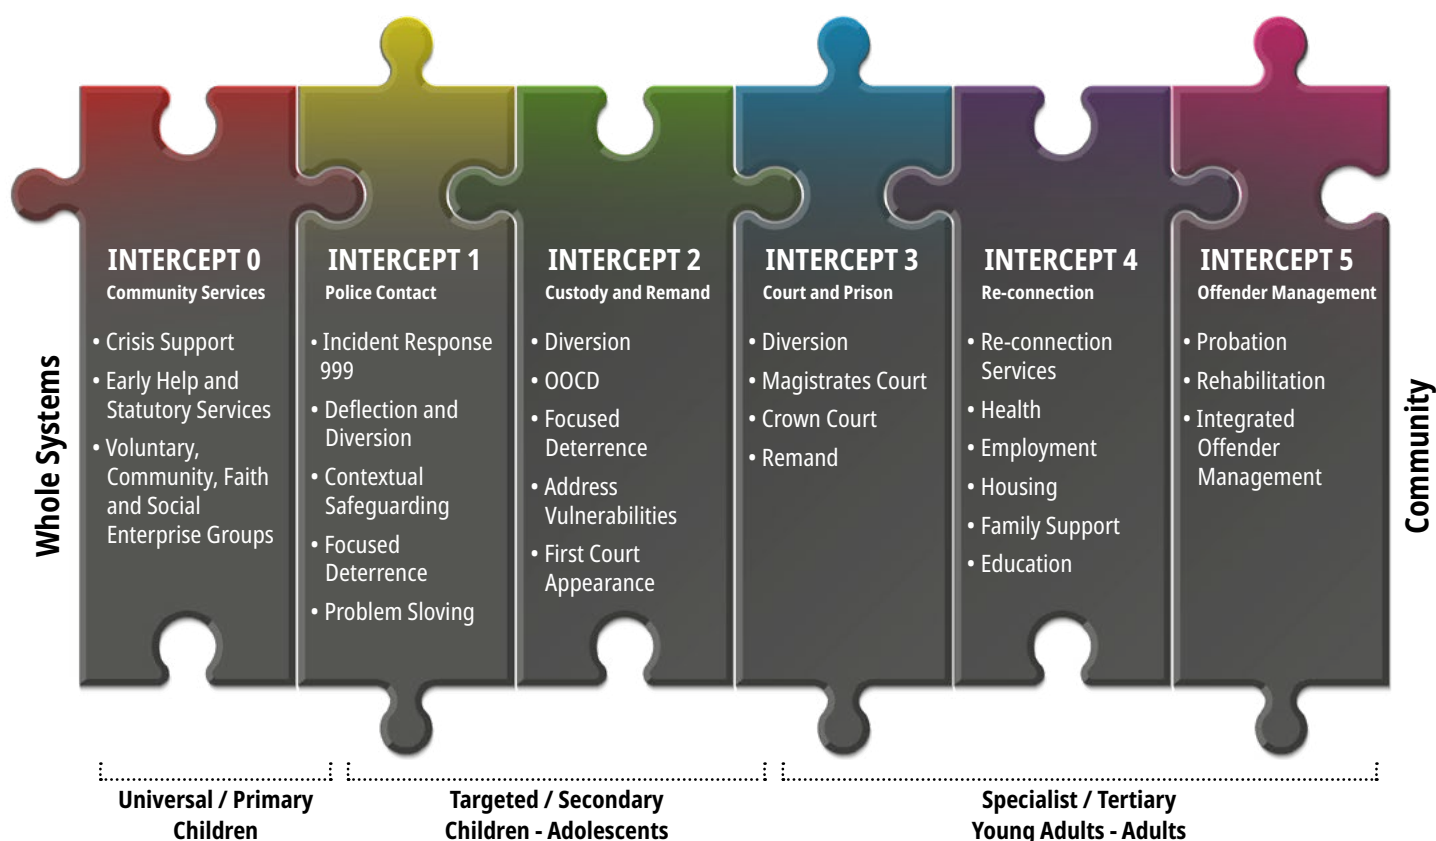 Whole Systems
INTERCEPT 0
Community Services
• Crisis Support
• Early Help and
Statutory Services
• Voluntary,
Community, Faith
and Social
Enterprise Groups
INTERCEPT 1
Police Contact
• Incident Response
999
• Deflection and
Diversion
• Contextual
Safeguarding
• Focused
Deterrence
• Problem Sloving
INTERCEPT 2
Custody and Remand
• Diversion
• OOCD
• Focused
Deterrence
• Address
Vulnerabilities
• First Court
Appearance
INTERCEPT 3
Court and Prison
• Diversion
• Magistrates Court
• Crown Court
• Remand
INTERCEPT 4
Re-connection
• Re-connection
Services
• Health
• Employment
• Housing
• Family Support
• Education
INTERCEPT 5
Offender Management
• Probation
• Rehabilitation
• Integrated
Offender
Management
Community
Universal / Primary
Children
Targeted / Secondary
Children - Adolescents
Specialist / Tertiary
Young Adults - Adults